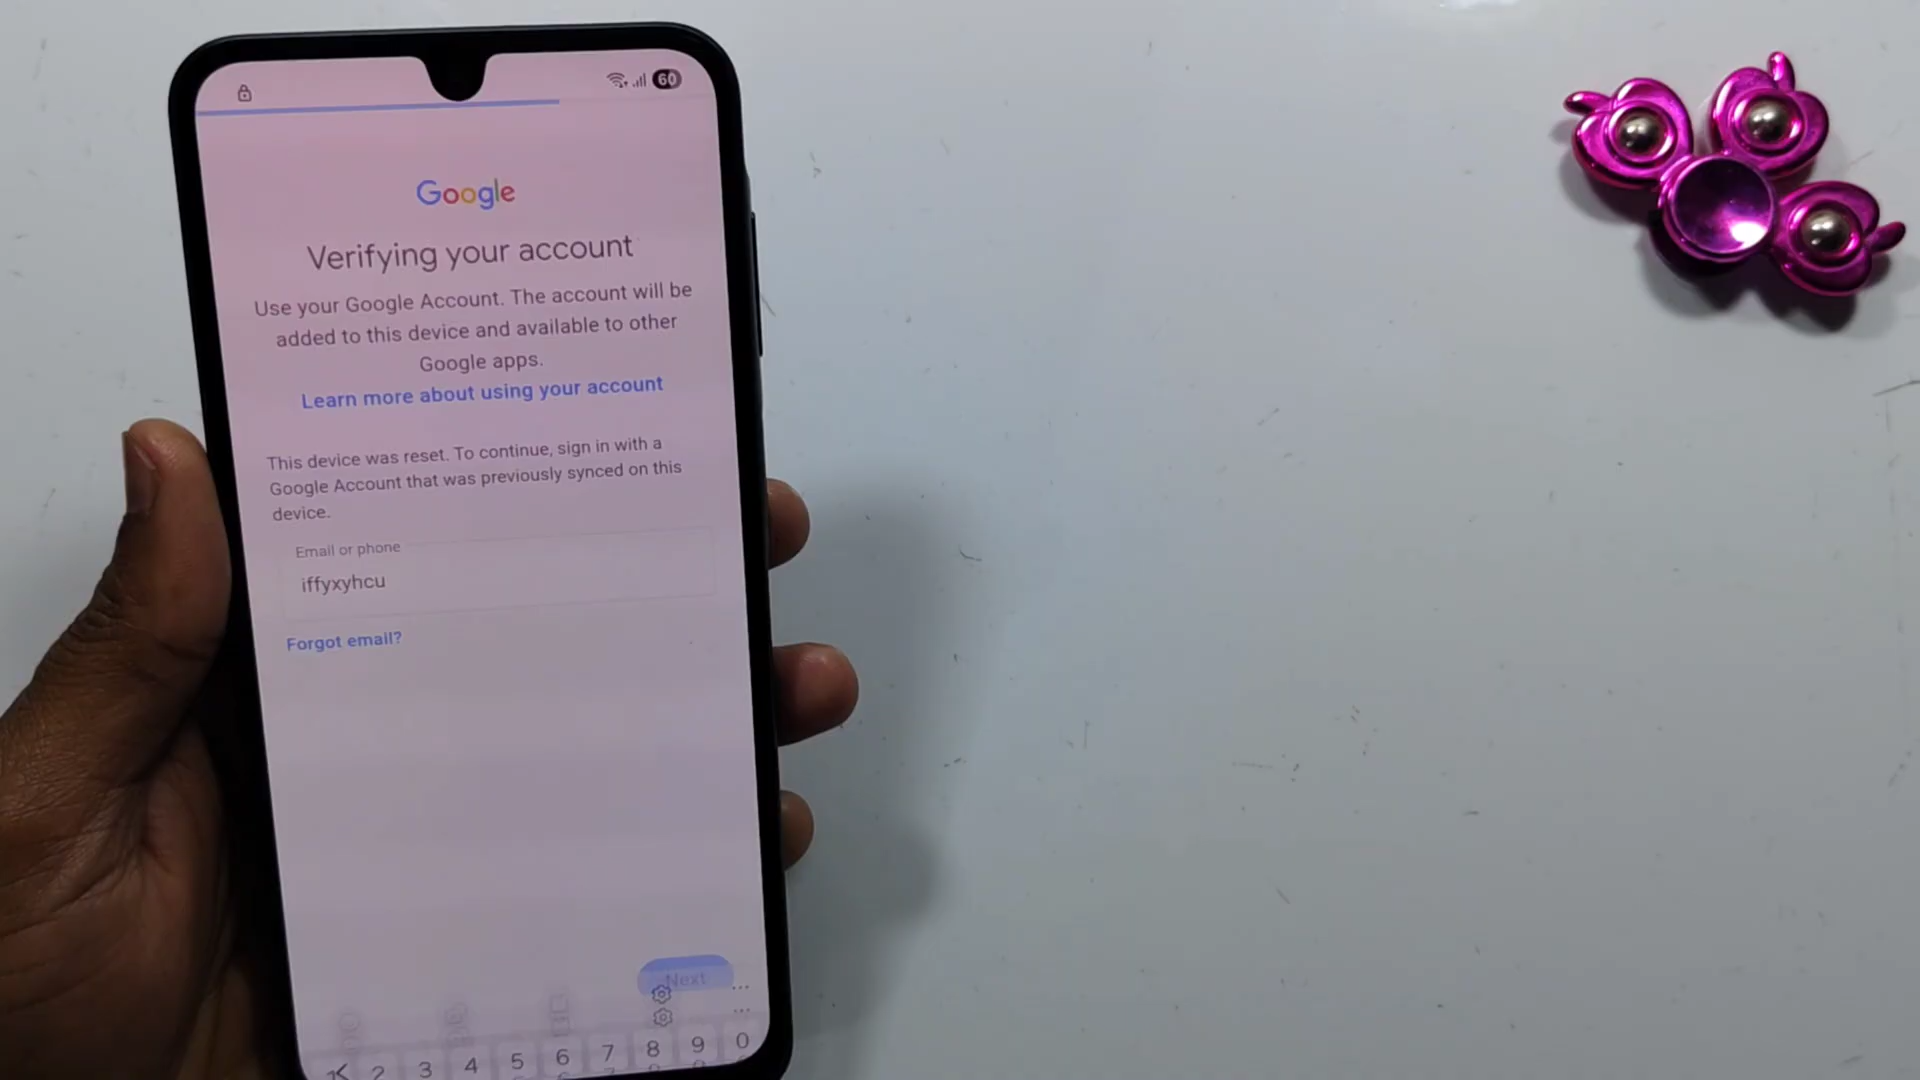 60
Google
Verifying your account
Use your Google Account. The account will be
added to this device and available to other
Google apps.
Learn more about using your account
This device was reset. To continue, sign in with a
Google Account that was previously synced on this
device.
Email or phone
iffyxyhcu
Forgot email?
Next
2 3 4 5 6 7 8 9 0